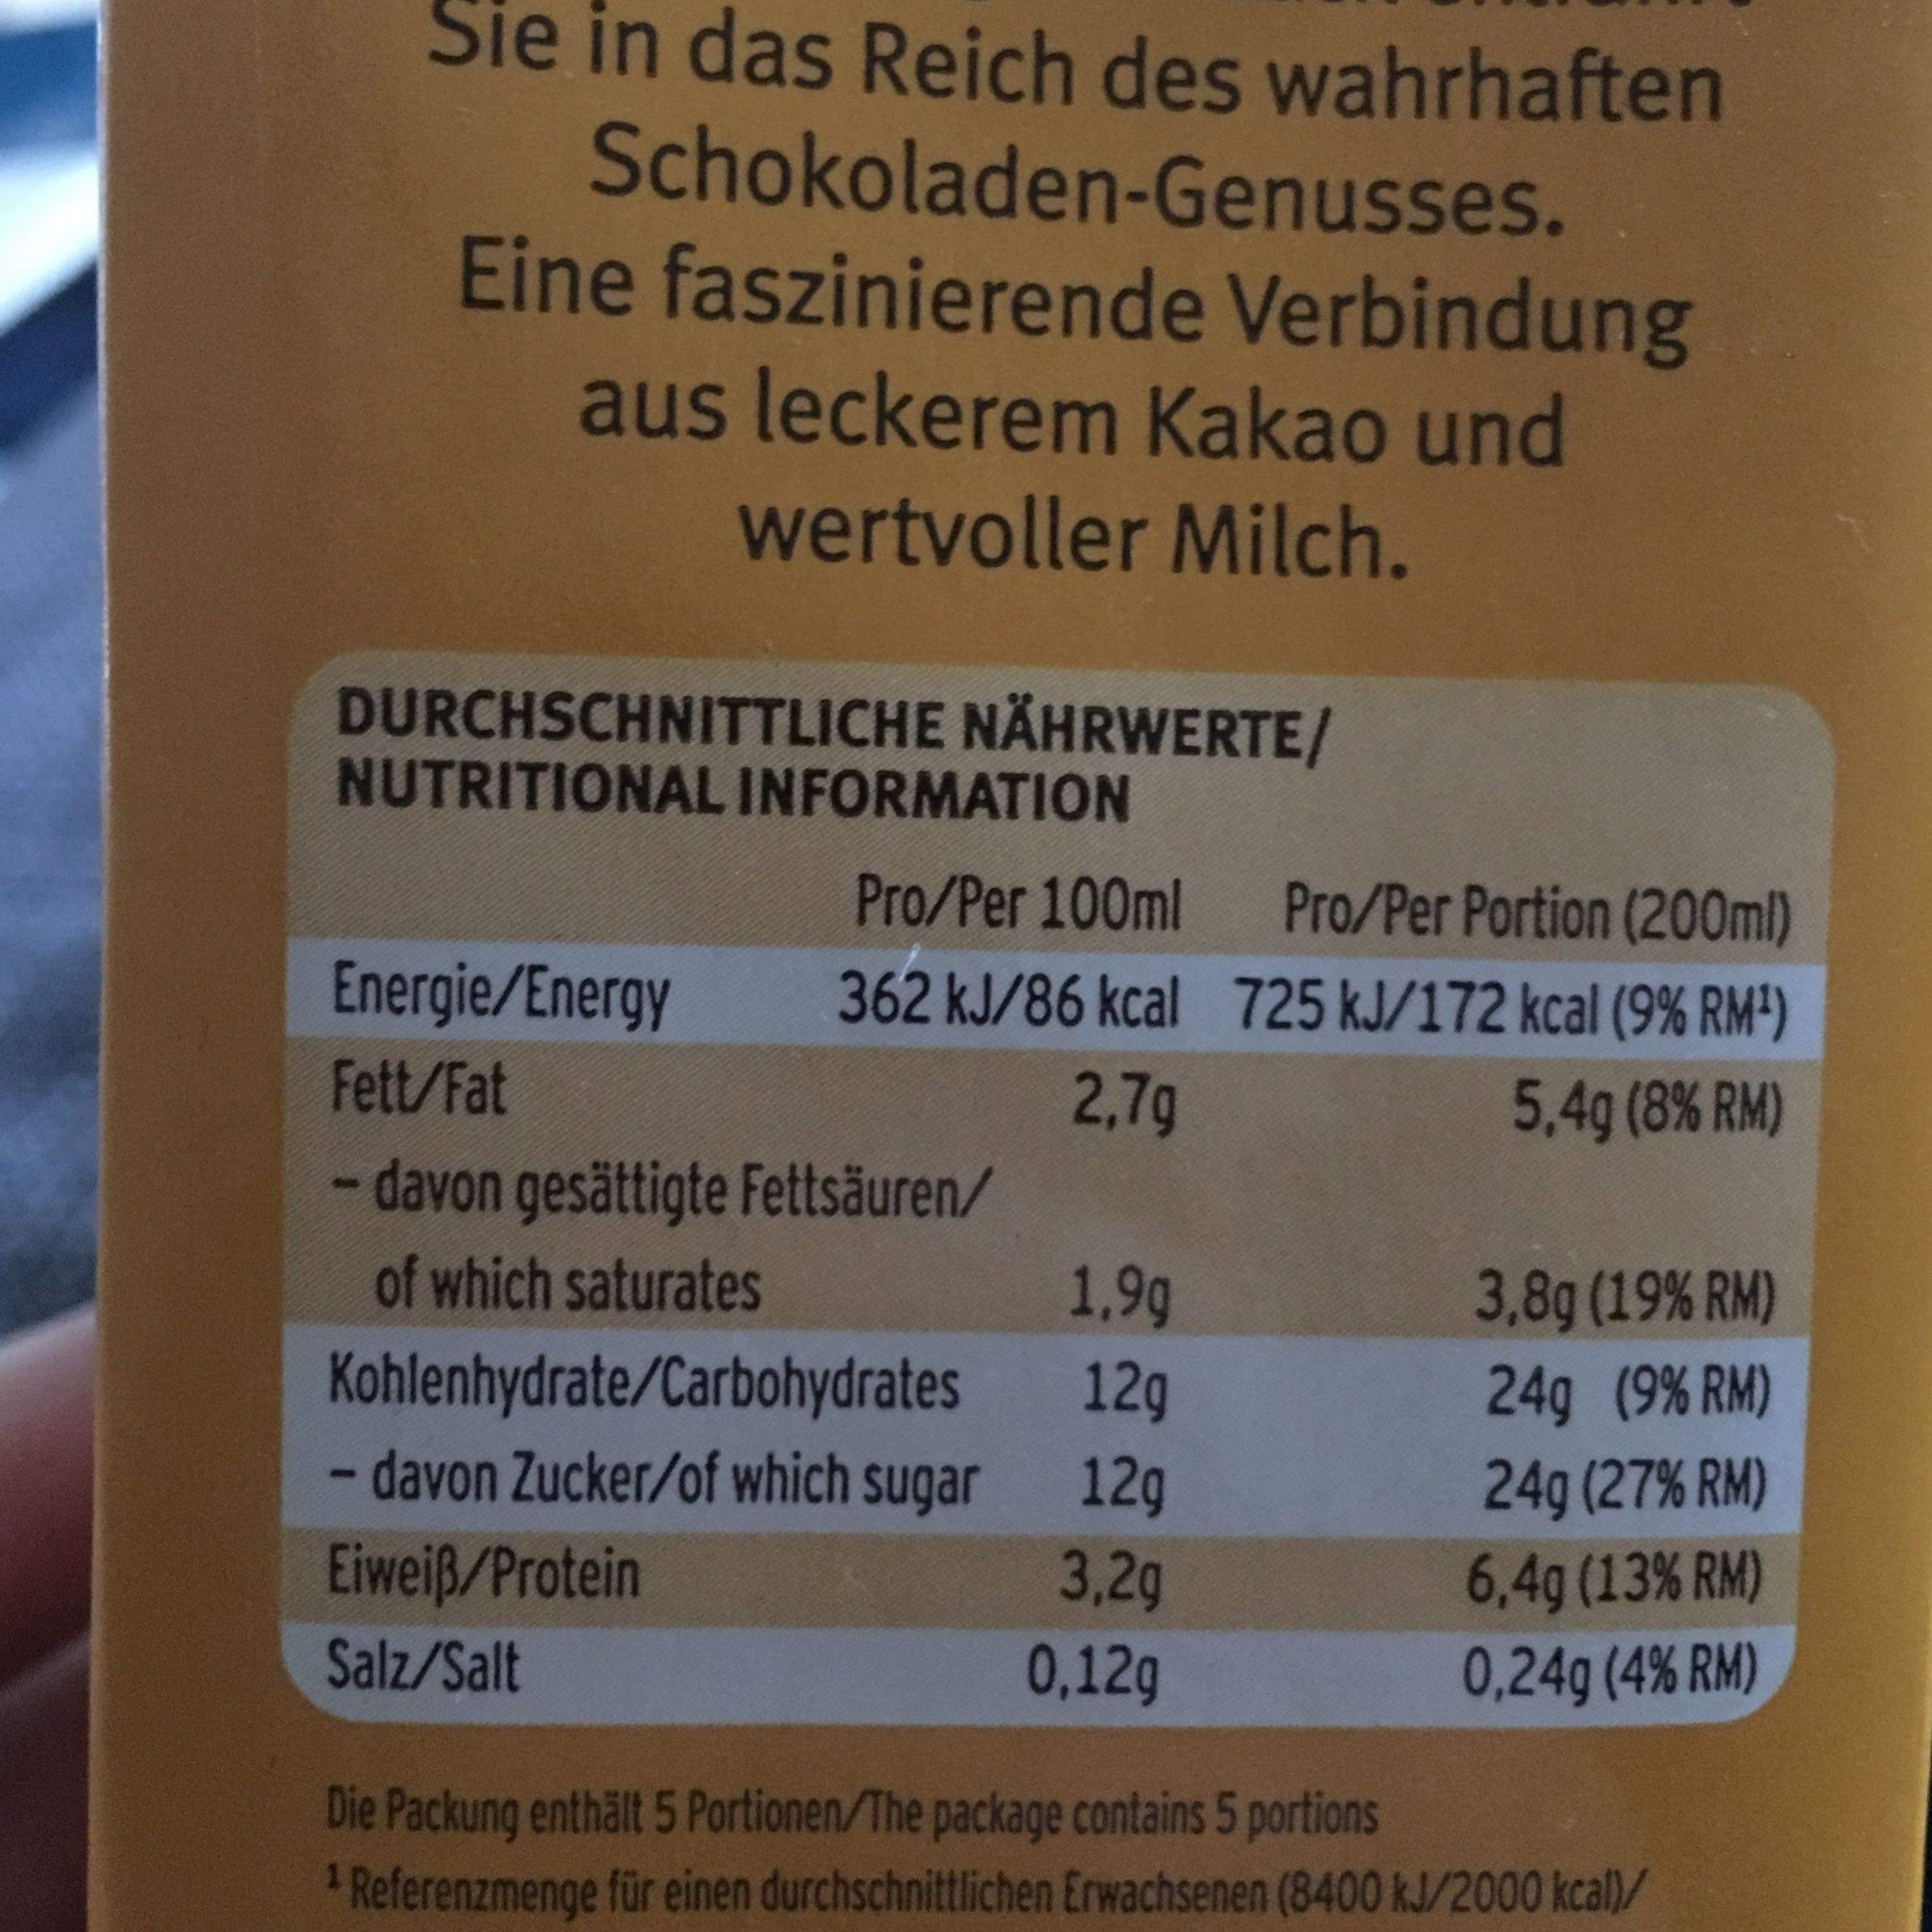 Sie in das Reich des wahrhaften
Schokoladen-Genusses.
Eine faszinierende Verbindung
aus leckerem Kakao und
wertvoller Milch.
DURCHSCHNITTLICHE NÄHRWERTE/
NUTRITIONAL INFORMATION
Pro/Per 100ml Pro/Per Portion (200ml)
Energie/Energy 362 kJ/86 kcal 725 kJ/172 kcal (9% RM¹)
Fett/Fat 2,7g 5,4g (8% RM)
– davon gesättigte Fettsäuren/
of which saturates 1,9g 3,8g (19% RM)
Kohlenhydrate/Carbohydrates 12g 24g (9% RM)
– davon Zucker/of which sugar 12g 24g (27% RM)
Eiweiß/Protein 3,2g 6,4g (13% RM)
Salz/Salt 0,12g 0,24g (4% RM)
Die Packung enthält 5 Portionen/The package contains 5 portions
¹ Referenzmenge für einen durchschnittlichen Erwachsenen (8400 kJ/2000 kcal)/